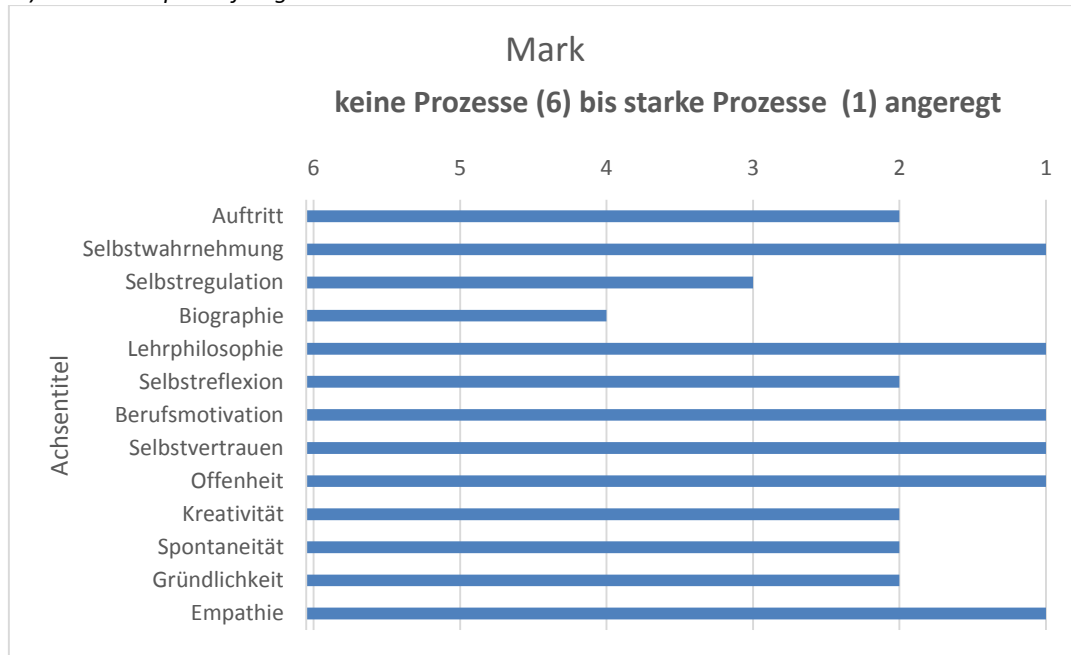 Mark
keine Prozesse (6) bis starke Prozesse (1) angeregt
6 5 4 3 2 1
Auftritt
Selbstwahrnehmung
Selbstregulation
Biographie
Lehrphilosophie
Selbstreflexion
Berufsmotivation
Selbstvertrauen
Offenheit
Kreativität
Spontaneität
Gründlichkeit
Empathie
Achsentitel